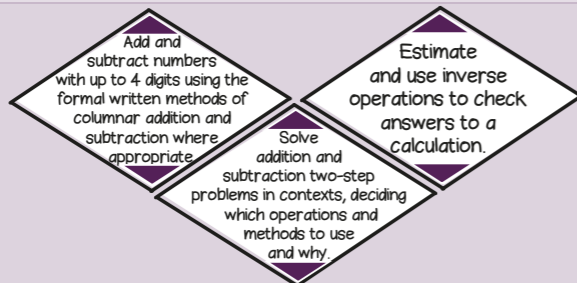 Add and
subtract numbers
with up to 4 digits using the
formal written methods of
columnar addition and
subtraction where
appropriate.
Estimate
and use inverse
operations to check
answers to a
calculation.
Solve
addition and
subtraction two-step
problems in contexts, deciding
which operations and
methods to use
and why.